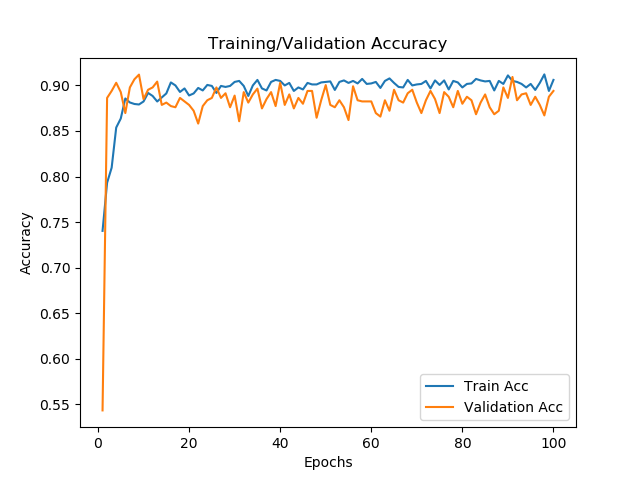 Training/Validation Accuracy
Accuracy
0.90
0.85
0.80
0.75
0.70
0.65
0.60
0.55
Train Acc
Validation Acc
0 20 40 60 80 100
Epochs